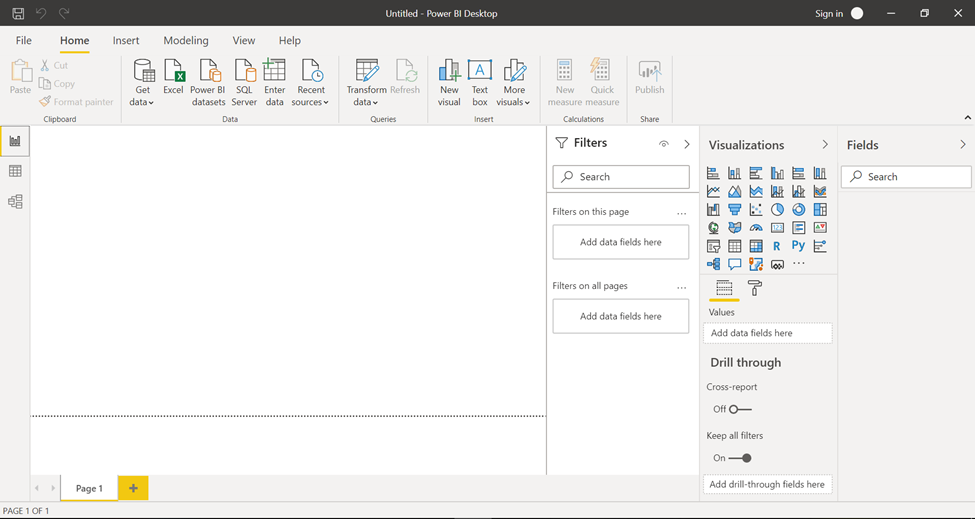 Untitled - Power BI Desktop
Sign in
File Home Insert Modeling View Help
Paste
Cut
Copy
Format painter
Clipboard
Get data
Excel
Power BI datasets
SQL Server
Enter data
Recent sources
Data
Transform data
Refresh
Queries
New visual
Text box
More visuals
Insert
New measure
Quick measure
Calculations
Publish
Share
Filters
Search
Filters on this page
...
Add data fields here
Filters on all pages
...
Add data fields here
Visualizations
123
R
Py
...
Values
Add data fields here
Drill through
Cross-report
Off
Keep all filters
On
Add drill-through fields here
Fields
Search
Page 1
+
PAGE 1 OF 1